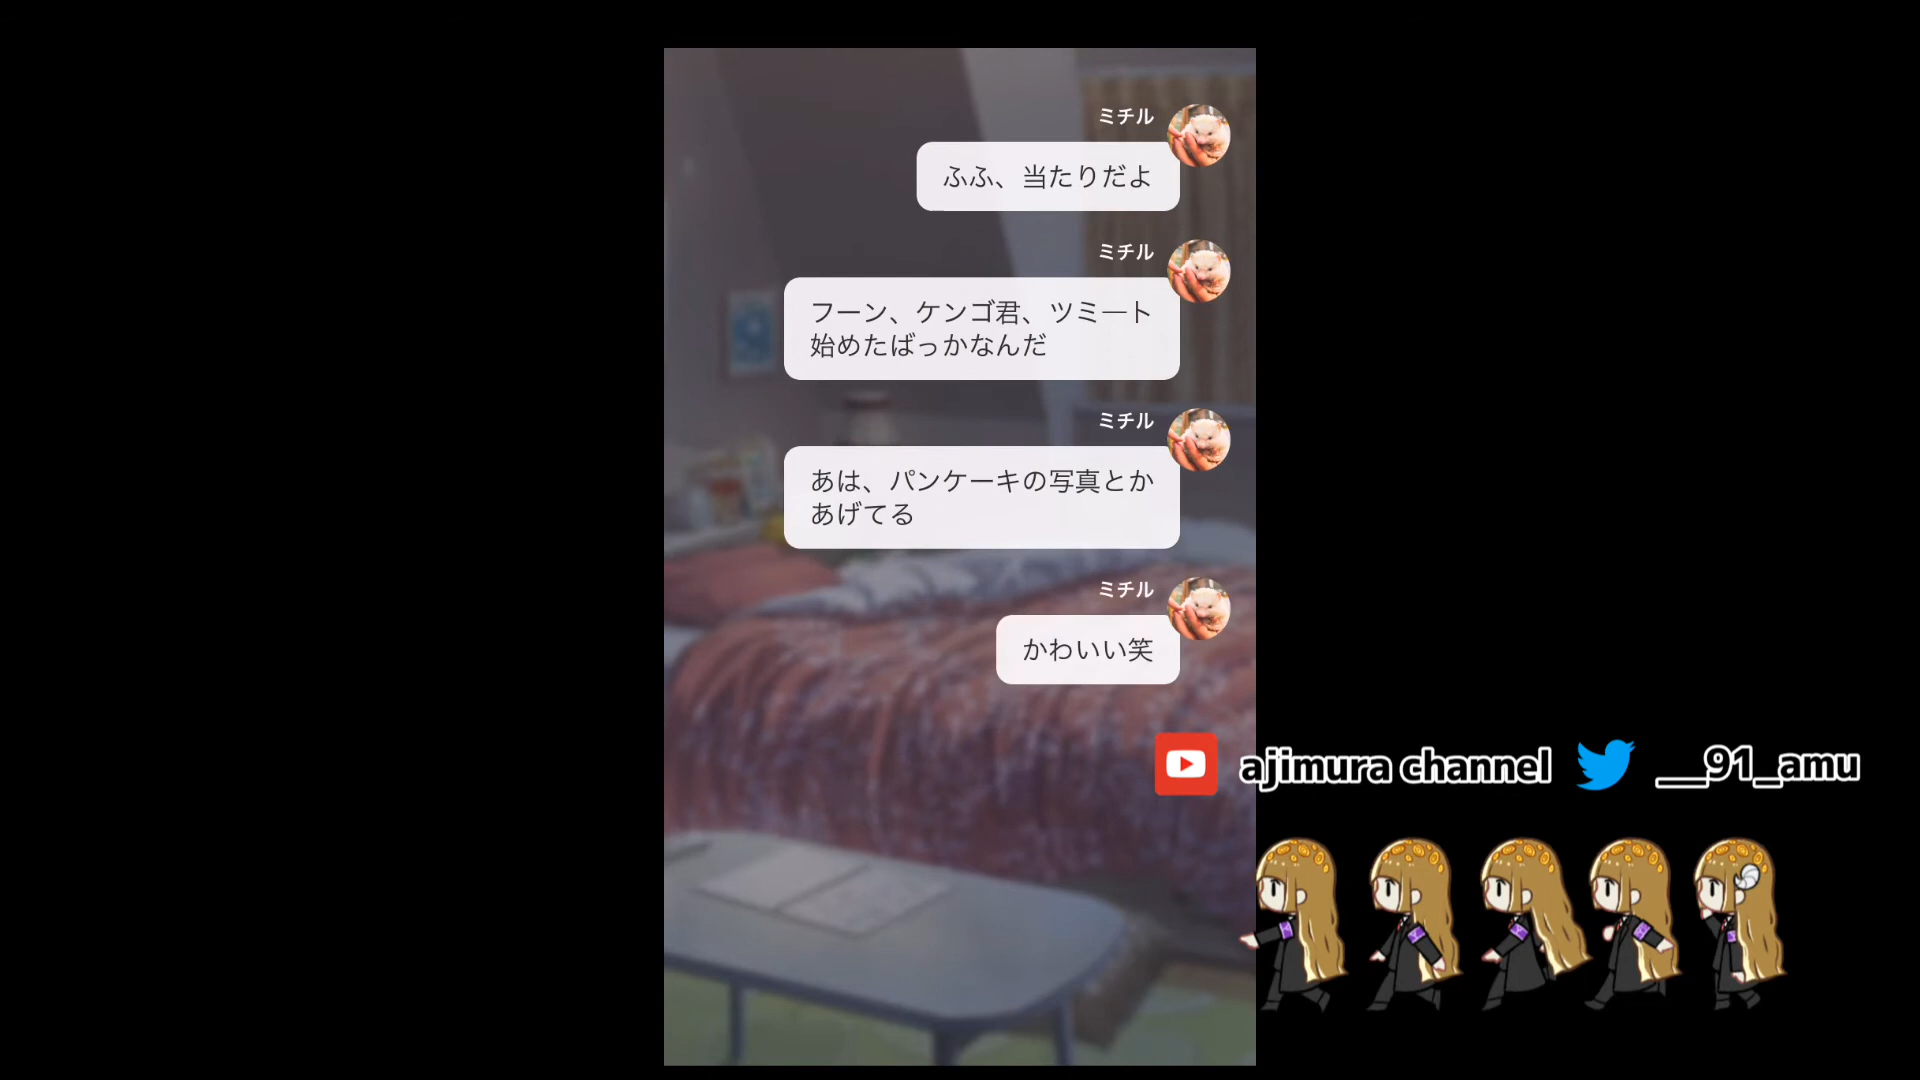 ミチル
ふふ、当たりだよ
ミチル
フーン、ケンゴ君、ツミート
始めたばっかなんだ
ミチル
あは、パンケーキの写真とか
あげてる
ミチル
かわいい笑
ajimura channel
__91_amu